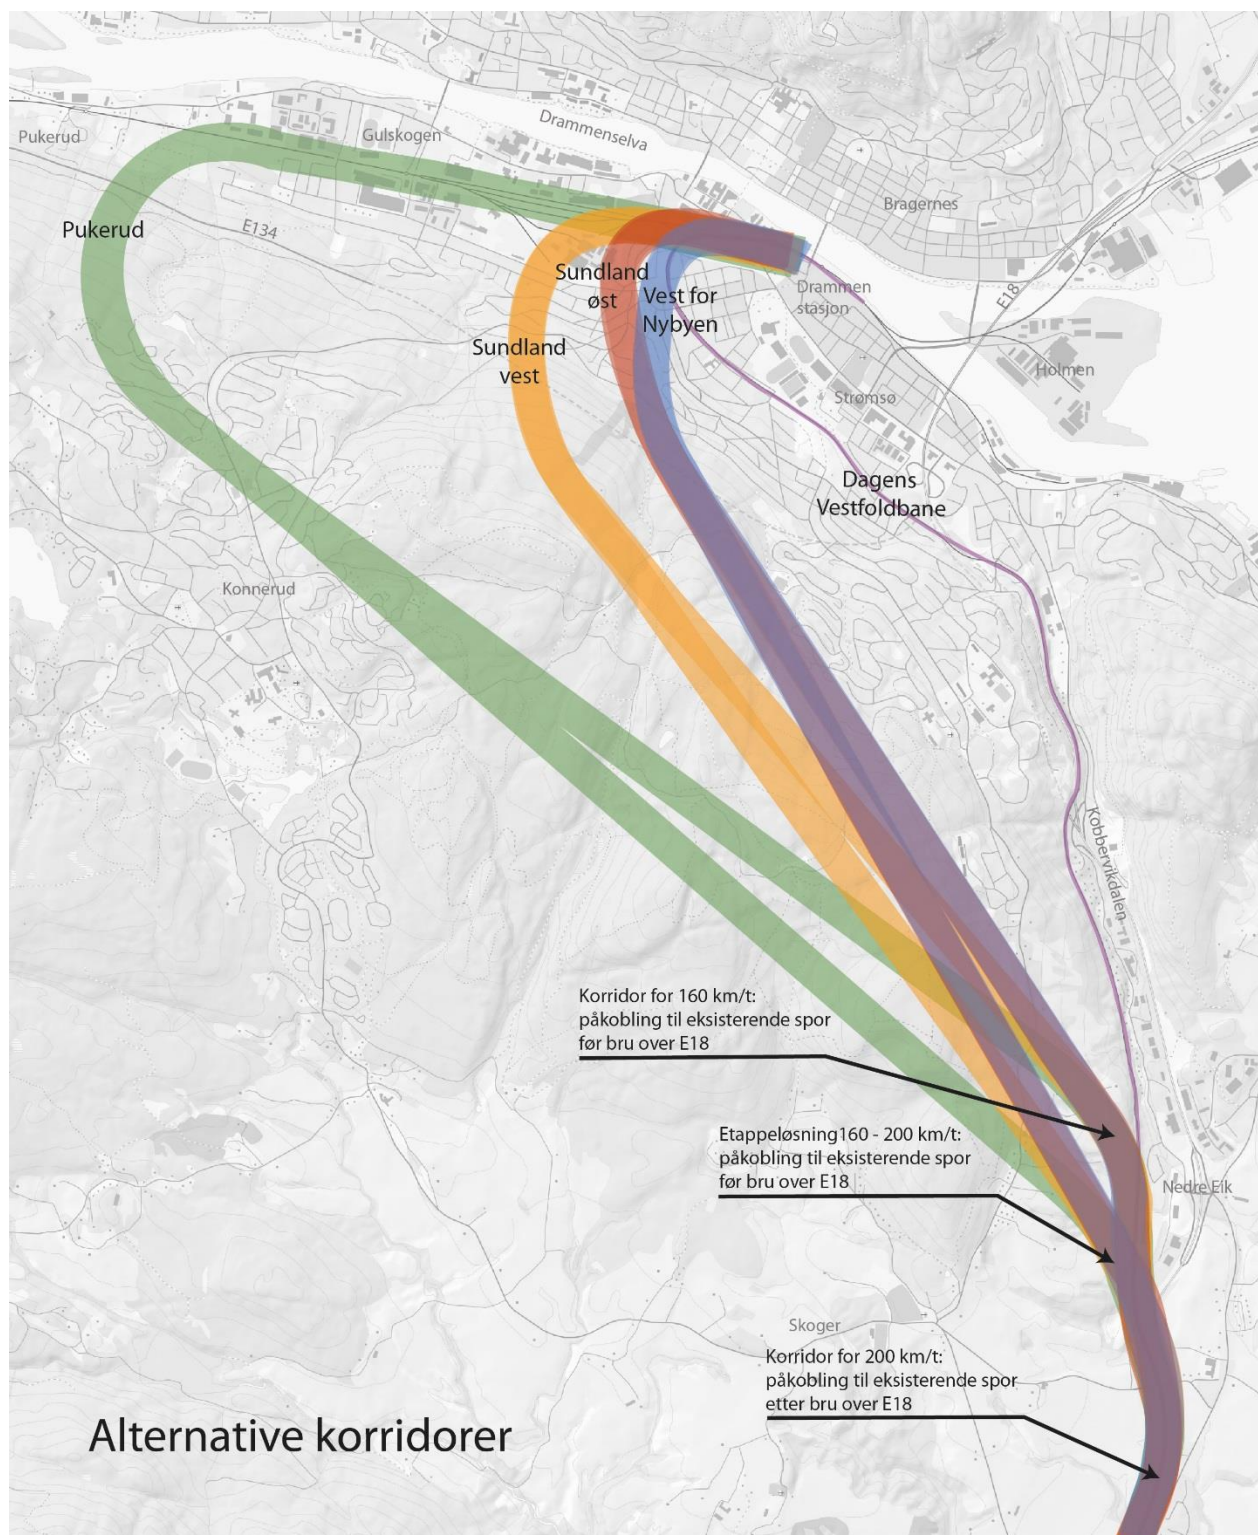 Drammenselva
Pukerud
Gulskogen
Bragernes
Pukerud
E134
Sundland
øst
Vest for
Nybyen
Drammen
stasjon
E18
Sundland
vest
Holmen
Strømsø
Dagens
Vestfoldbane
Konnerud
Kobbervikdalen
Korridor for 160 km/t:
påkobling til eksisterende spor
før bru over E18
Etappeløsning160 - 200 km/t:
påkobling til eksisterende spor
før bru over E18
Nedre Eik
Skoger
Korridor for 200 km/t:
påkobling til eksisterende spor
etter bru over E18
Alternative korridorer